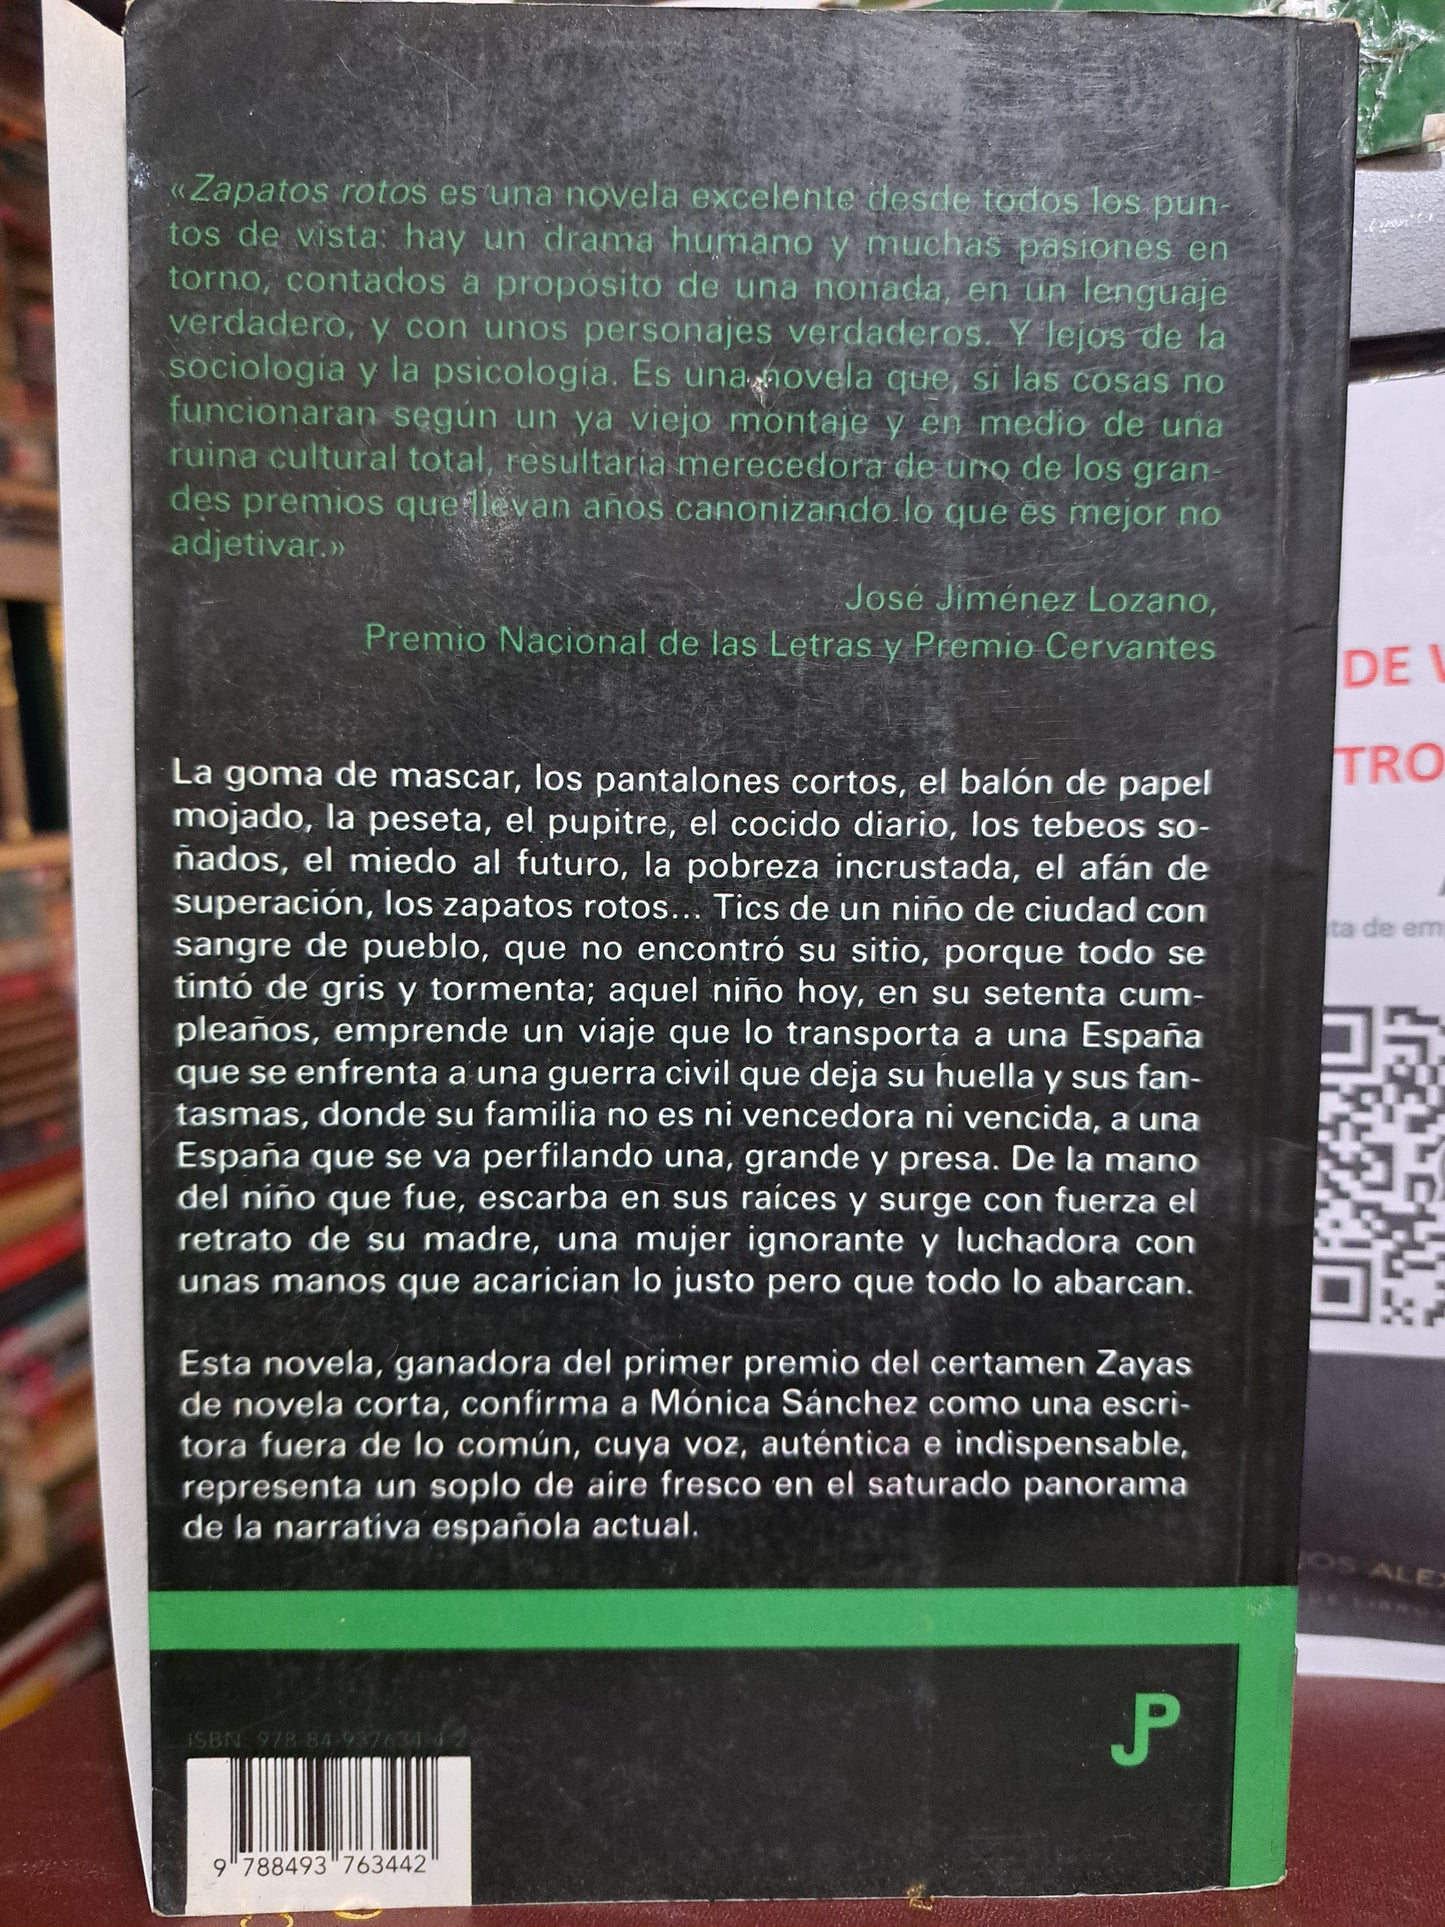 «Zapatos rotos es una novela excelente desde todos los pun-
tos de vista: hay un drama humano y muchas pasiones en
torno, contados a propósito de una nonada, en un lenguaje
verdadero, y con unos personajes verdaderos. Y lejos de la
sociología y la psicología. Es una novela que, si las cosas no
funcionaran según un ya viejo montaje y en medio de una
ruina cultural total, resultaría merecedora de uno de los gran-
des premios que llevan años canonizando lo que es mejor no
adjetivar.»
José Jiménez Lozano,
Premio Nacional de las Letras y Premio Cervantes
La goma de mascar, los pantalones cortos, el balón de papel
mojado, la peseta, el pupitre, el cocido diario, los tebeos so-
ñados, el miedo al futuro, la pobreza incrustada, el afán de
superación, los zapatos rotos... Tics de un niño de ciudad con
sangre de pueblo, que no encontró su sitio, porque todo se
tintó de gris y tormenta; aquel niño hoy, en su setenta cum-
pleaños, emprende un viaje que lo transporta a una España
que se enfrenta a una guerra civil que deja su huella y sus fan-
tasmas, donde su familia no es ni vencedora ni vencida, a una
España que se va perfilando una, grande y presa. De la mano
del niño que fue, escarba en sus raíces y surge con fuerza el
retrato de su madre, una mujer ignorante y luchadora con
unas manos que acarician lo justo pero que todo lo abarcan.
Esta novela, ganadora del primer premio del certamen Zayas
de novela corta, confirma a Mónica Sánchez como una escri-
tora fuera de lo común, cuya voz, auténtica e indispensable,
representa un soplo de aire fresco en el saturado panorama
de la narrativa española actual.
JP
ISBN 978-84-937634-4-2
9 788493 763442
DE
TRO
ta de em
OS ALEX